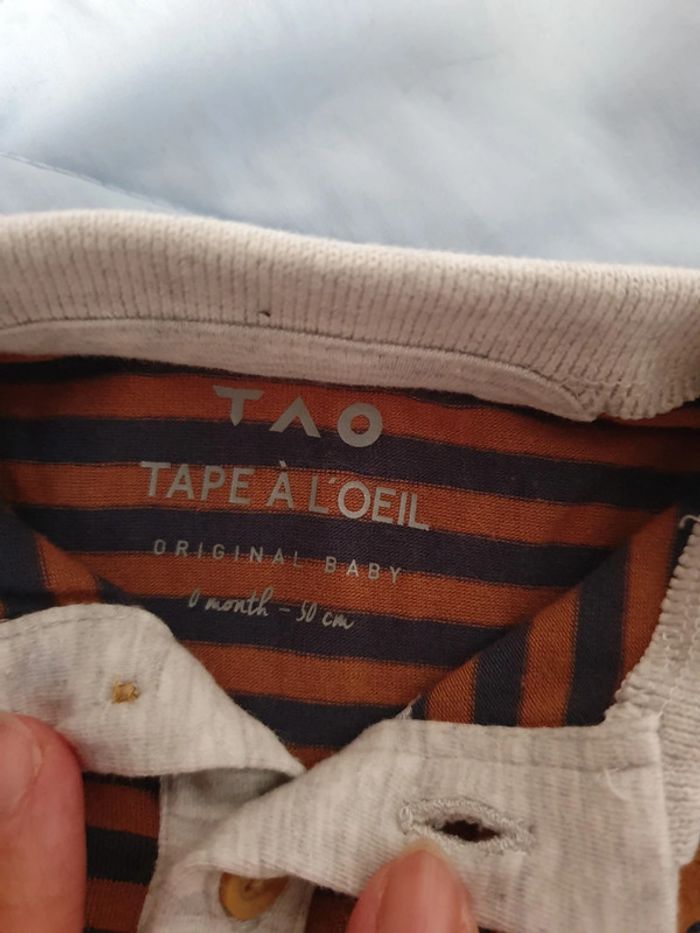 TAO
TAPE À L'OEIL
ORIGINAL BABY
0 month - 50 cm